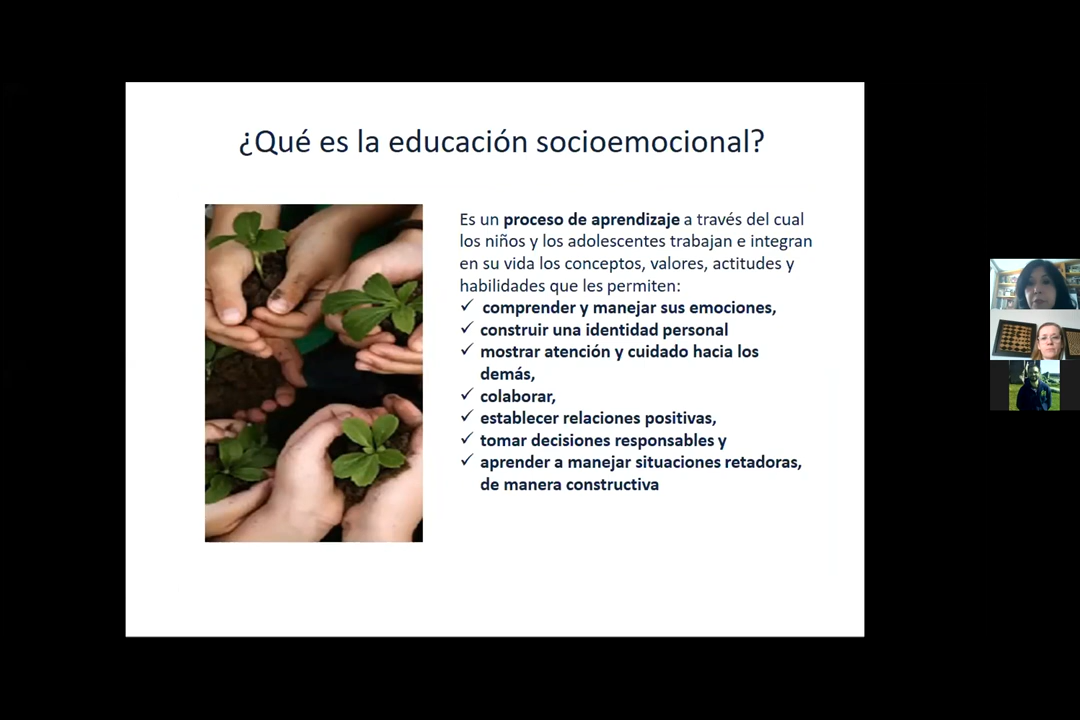 ¿Qué es la educación socioemocional?
Es un proceso de aprendizaje a través del cual
los niños y los adolescentes trabajan e integran
en su vida los conceptos, valores, actitudes y
habilidades que les permiten:
✓ comprender y manejar sus emociones,
✓ construir una identidad personal
✓ mostrar atención y cuidado hacia los
demás,
✓ colaborar,
✓ establecer relaciones positivas,
✓ tomar decisiones responsables y
✓ aprender a manejar situaciones retadoras,
de manera constructiva